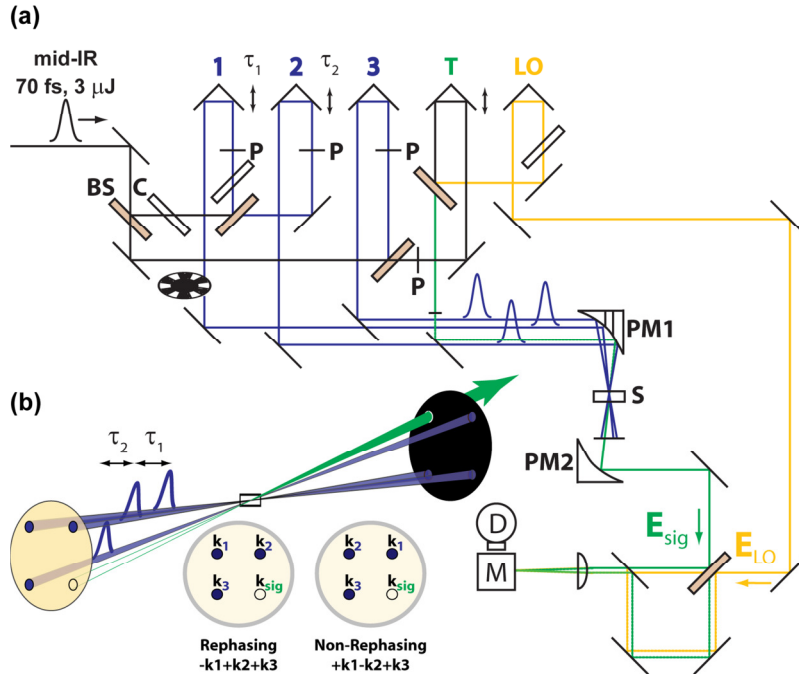 (a)
mid-IR
70 fs, 3 μJ
1 τ1 2 τ2 3 T LO
P P P
BS C
P
PM1
S
PM2
(b)
τ2 τ1
Esig
ELO
D
M
k1 k2
k3 ksig
k2 k1
k3 ksig
Rephasing
-k1+k2+k3
Non-Rephasing
+k1-k2+k3